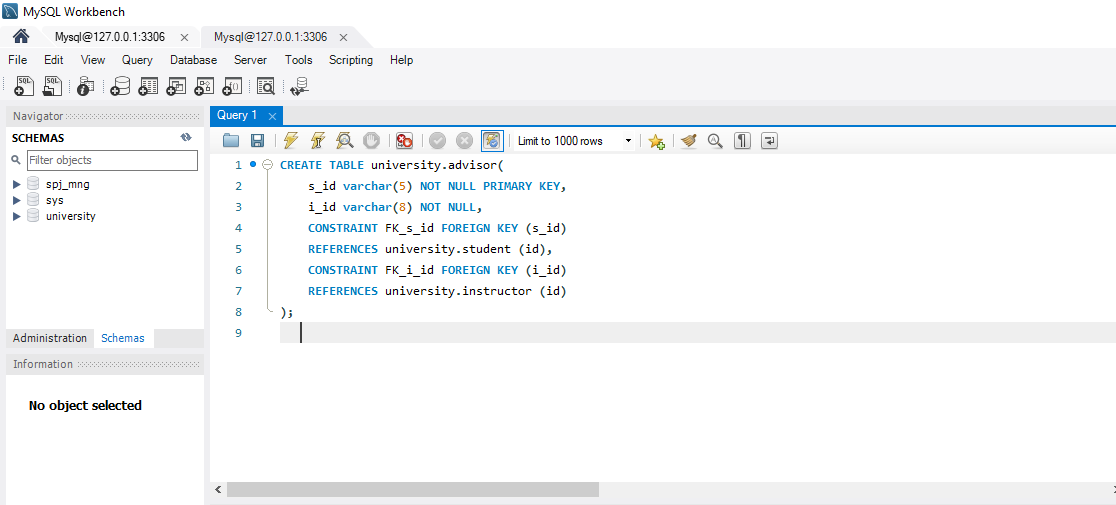 MySQL Workbench
Mysql@127.0.0.1:3306 Mysql@127.0.0.1:3306
File Edit View Query Database Server Tools Scripting Help
SQL SQL
Navigator
SCHEMAS
Filter objects
spj_mng
sys
university
Administration Schemas
Information
No object selected
Query 1
Limit to 1000 rows
1 CREATE TABLE university.advisor(
2 s_id varchar(5) NOT NULL PRIMARY KEY,
3 i_id varchar(8) NOT NULL,
4 CONSTRAINT FK_s_id FOREIGN KEY (s_id)
5 REFERENCES university.student (id),
6 CONSTRAINT FK_i_id FOREIGN KEY (i_id)
7 REFERENCES university.instructor (id)
8 );
9